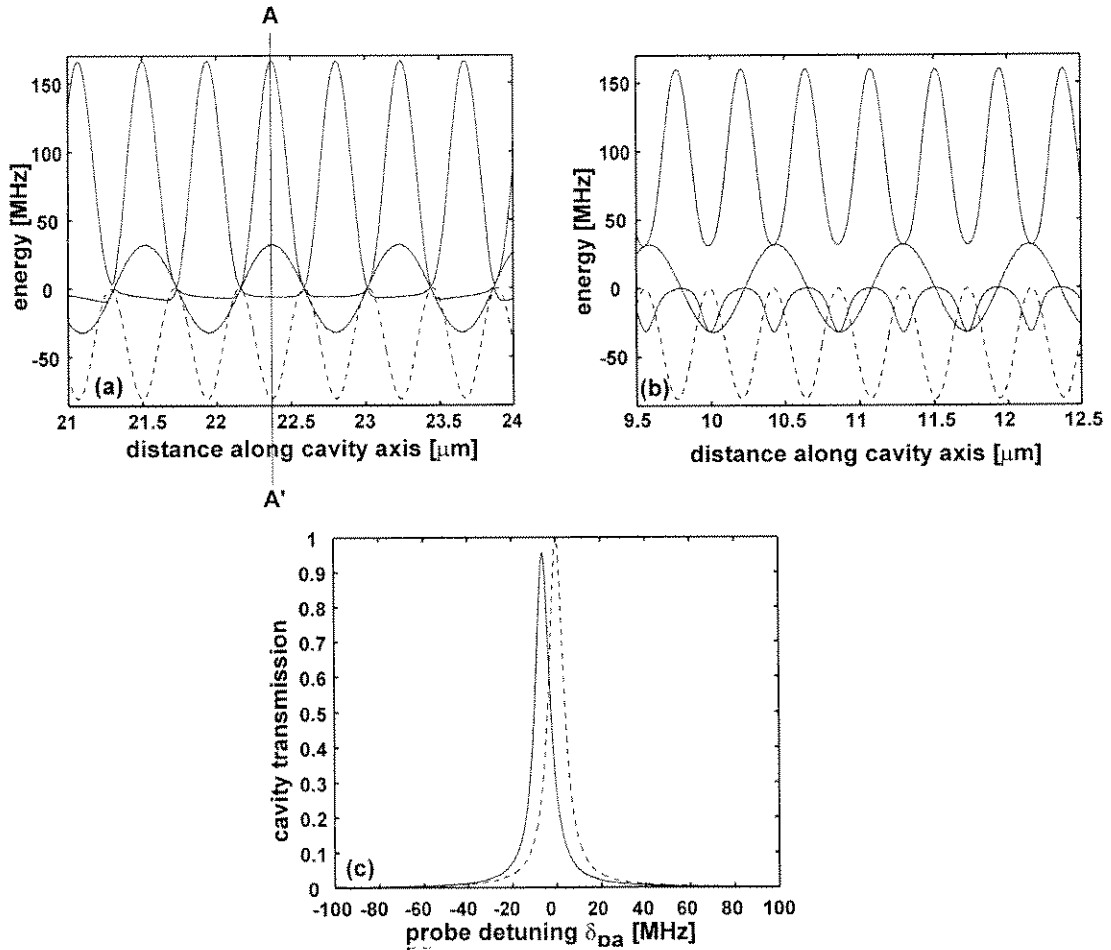 A
150
100
50
0
-50
energy [MHz]
(a)
21 21.5 22 22.5 23 23.5 24
distance along cavity axis [μm]
A'
150
100
50
0
-50
energy [MHz]
(b)
9.5 10 10.5 11 11.5 12 12.5
distance along cavity axis [μm]
1
0.9
0.8
0.7
0.6
0.5
0.4
0.3
0.2
0.1
0
cavity transmission
(c)
-100 -80 -60 -40 -20 0 20 40 60 80 100
probe detuning δpa [MHz]